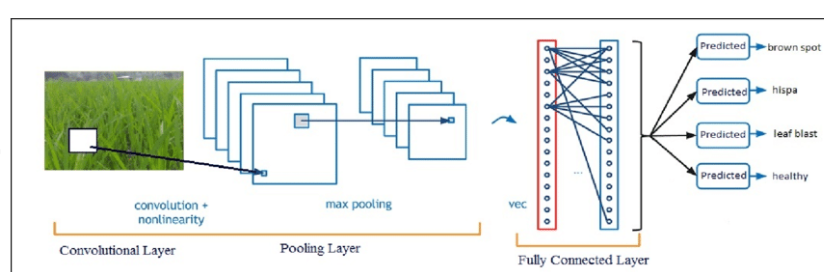 convolution +
nonlinearity
max pooling
vec
...
Convolutional Layer
Pooling Layer
Fully Connected Layer
Predicted
brown spot
Predicted
hispa
Predicted
leaf blast
Predicted
healthy